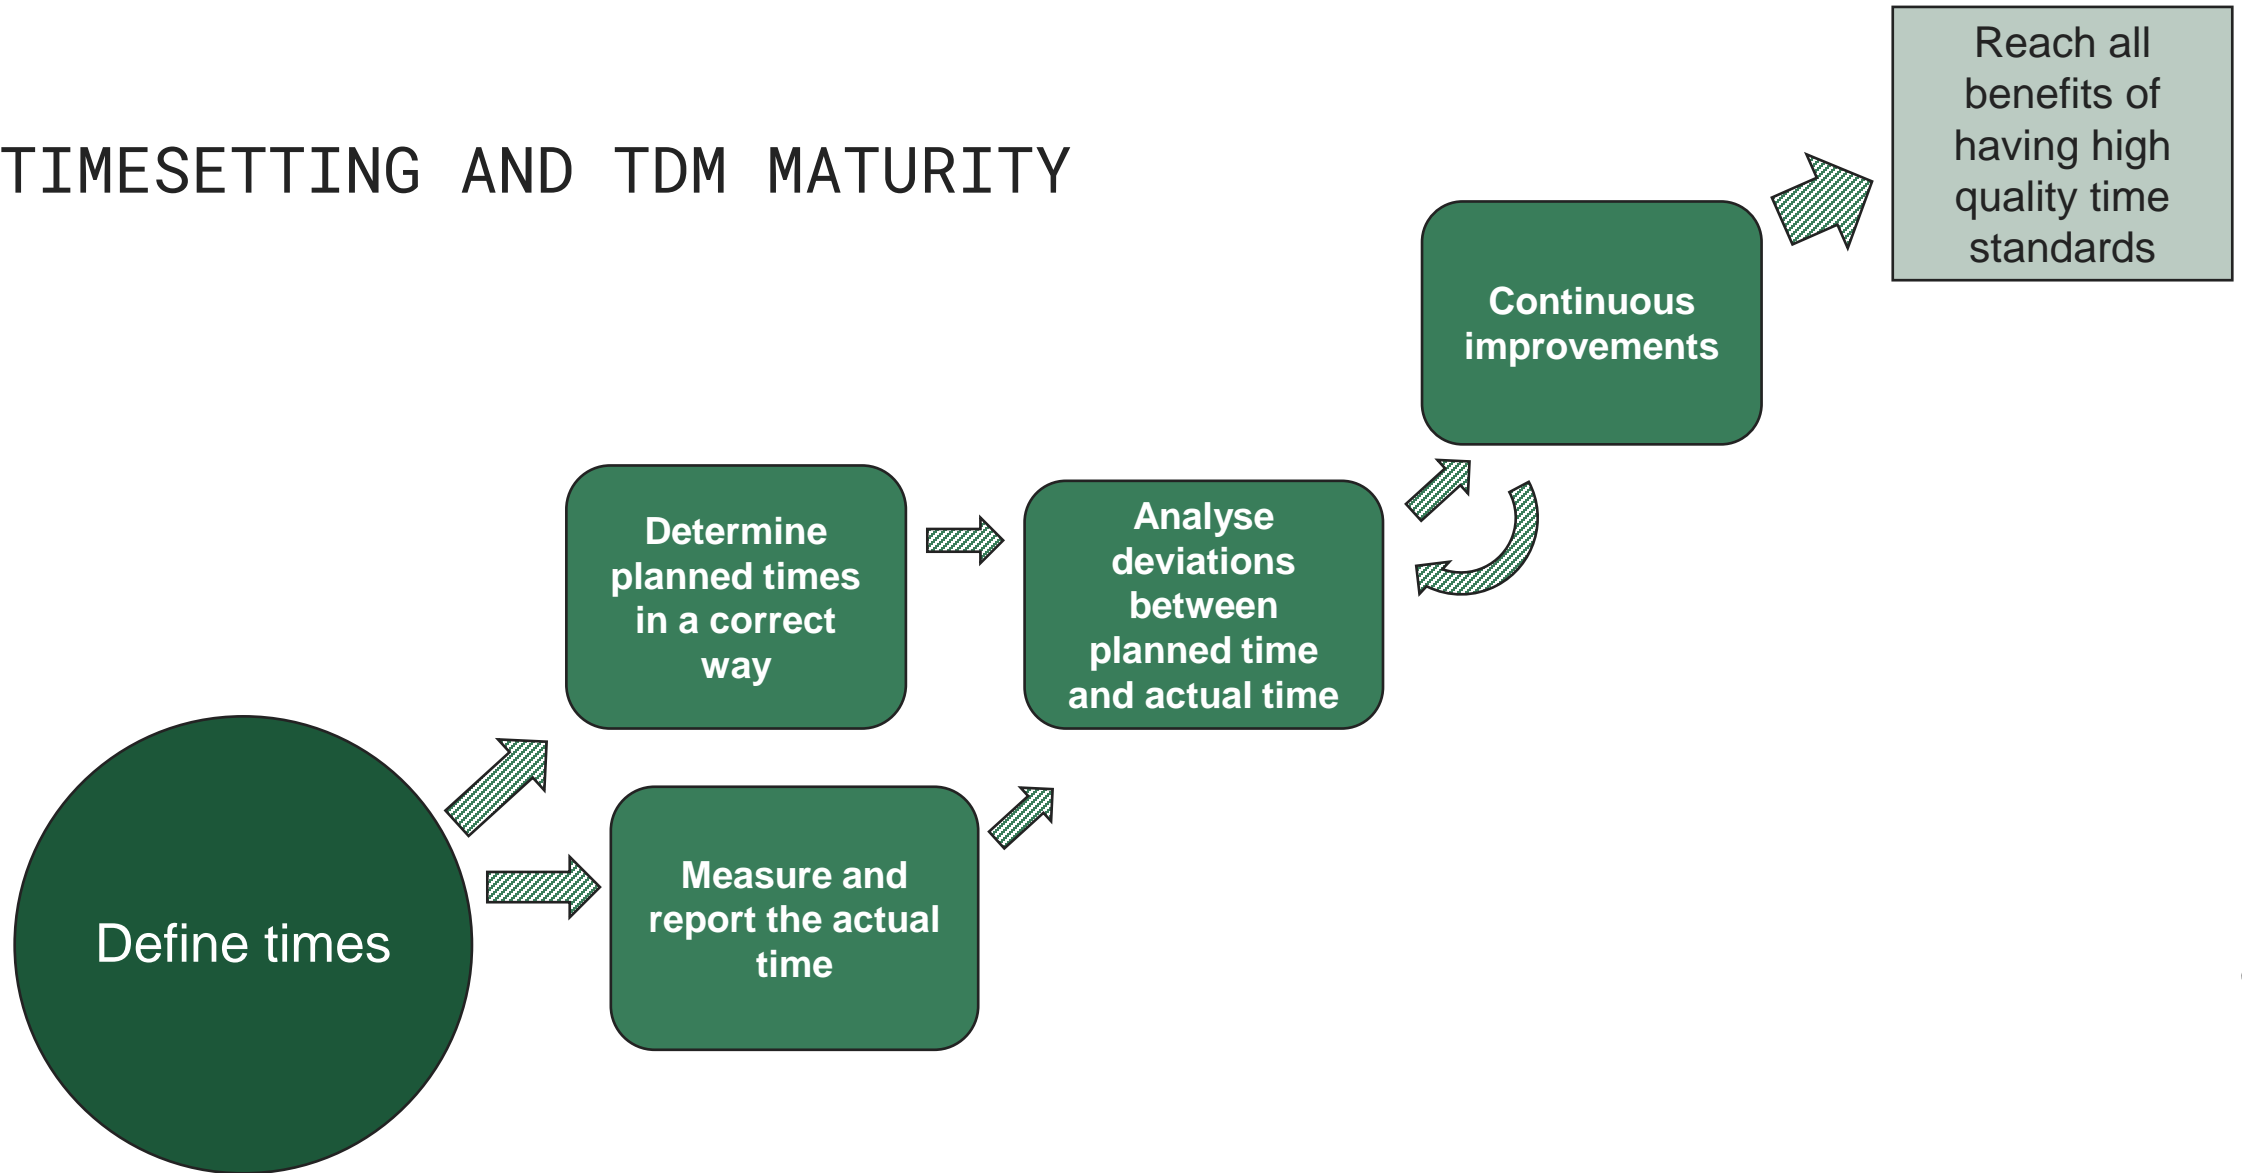 TIMESETTING AND TDM MATURITY
Reach all
benefits of
having high
quality time
standards
Continuous
improvements
Determine
planned times
in a correct
way
Analyse
deviations
between
planned time
and actual time
Measure and
report the actual
time
Define times